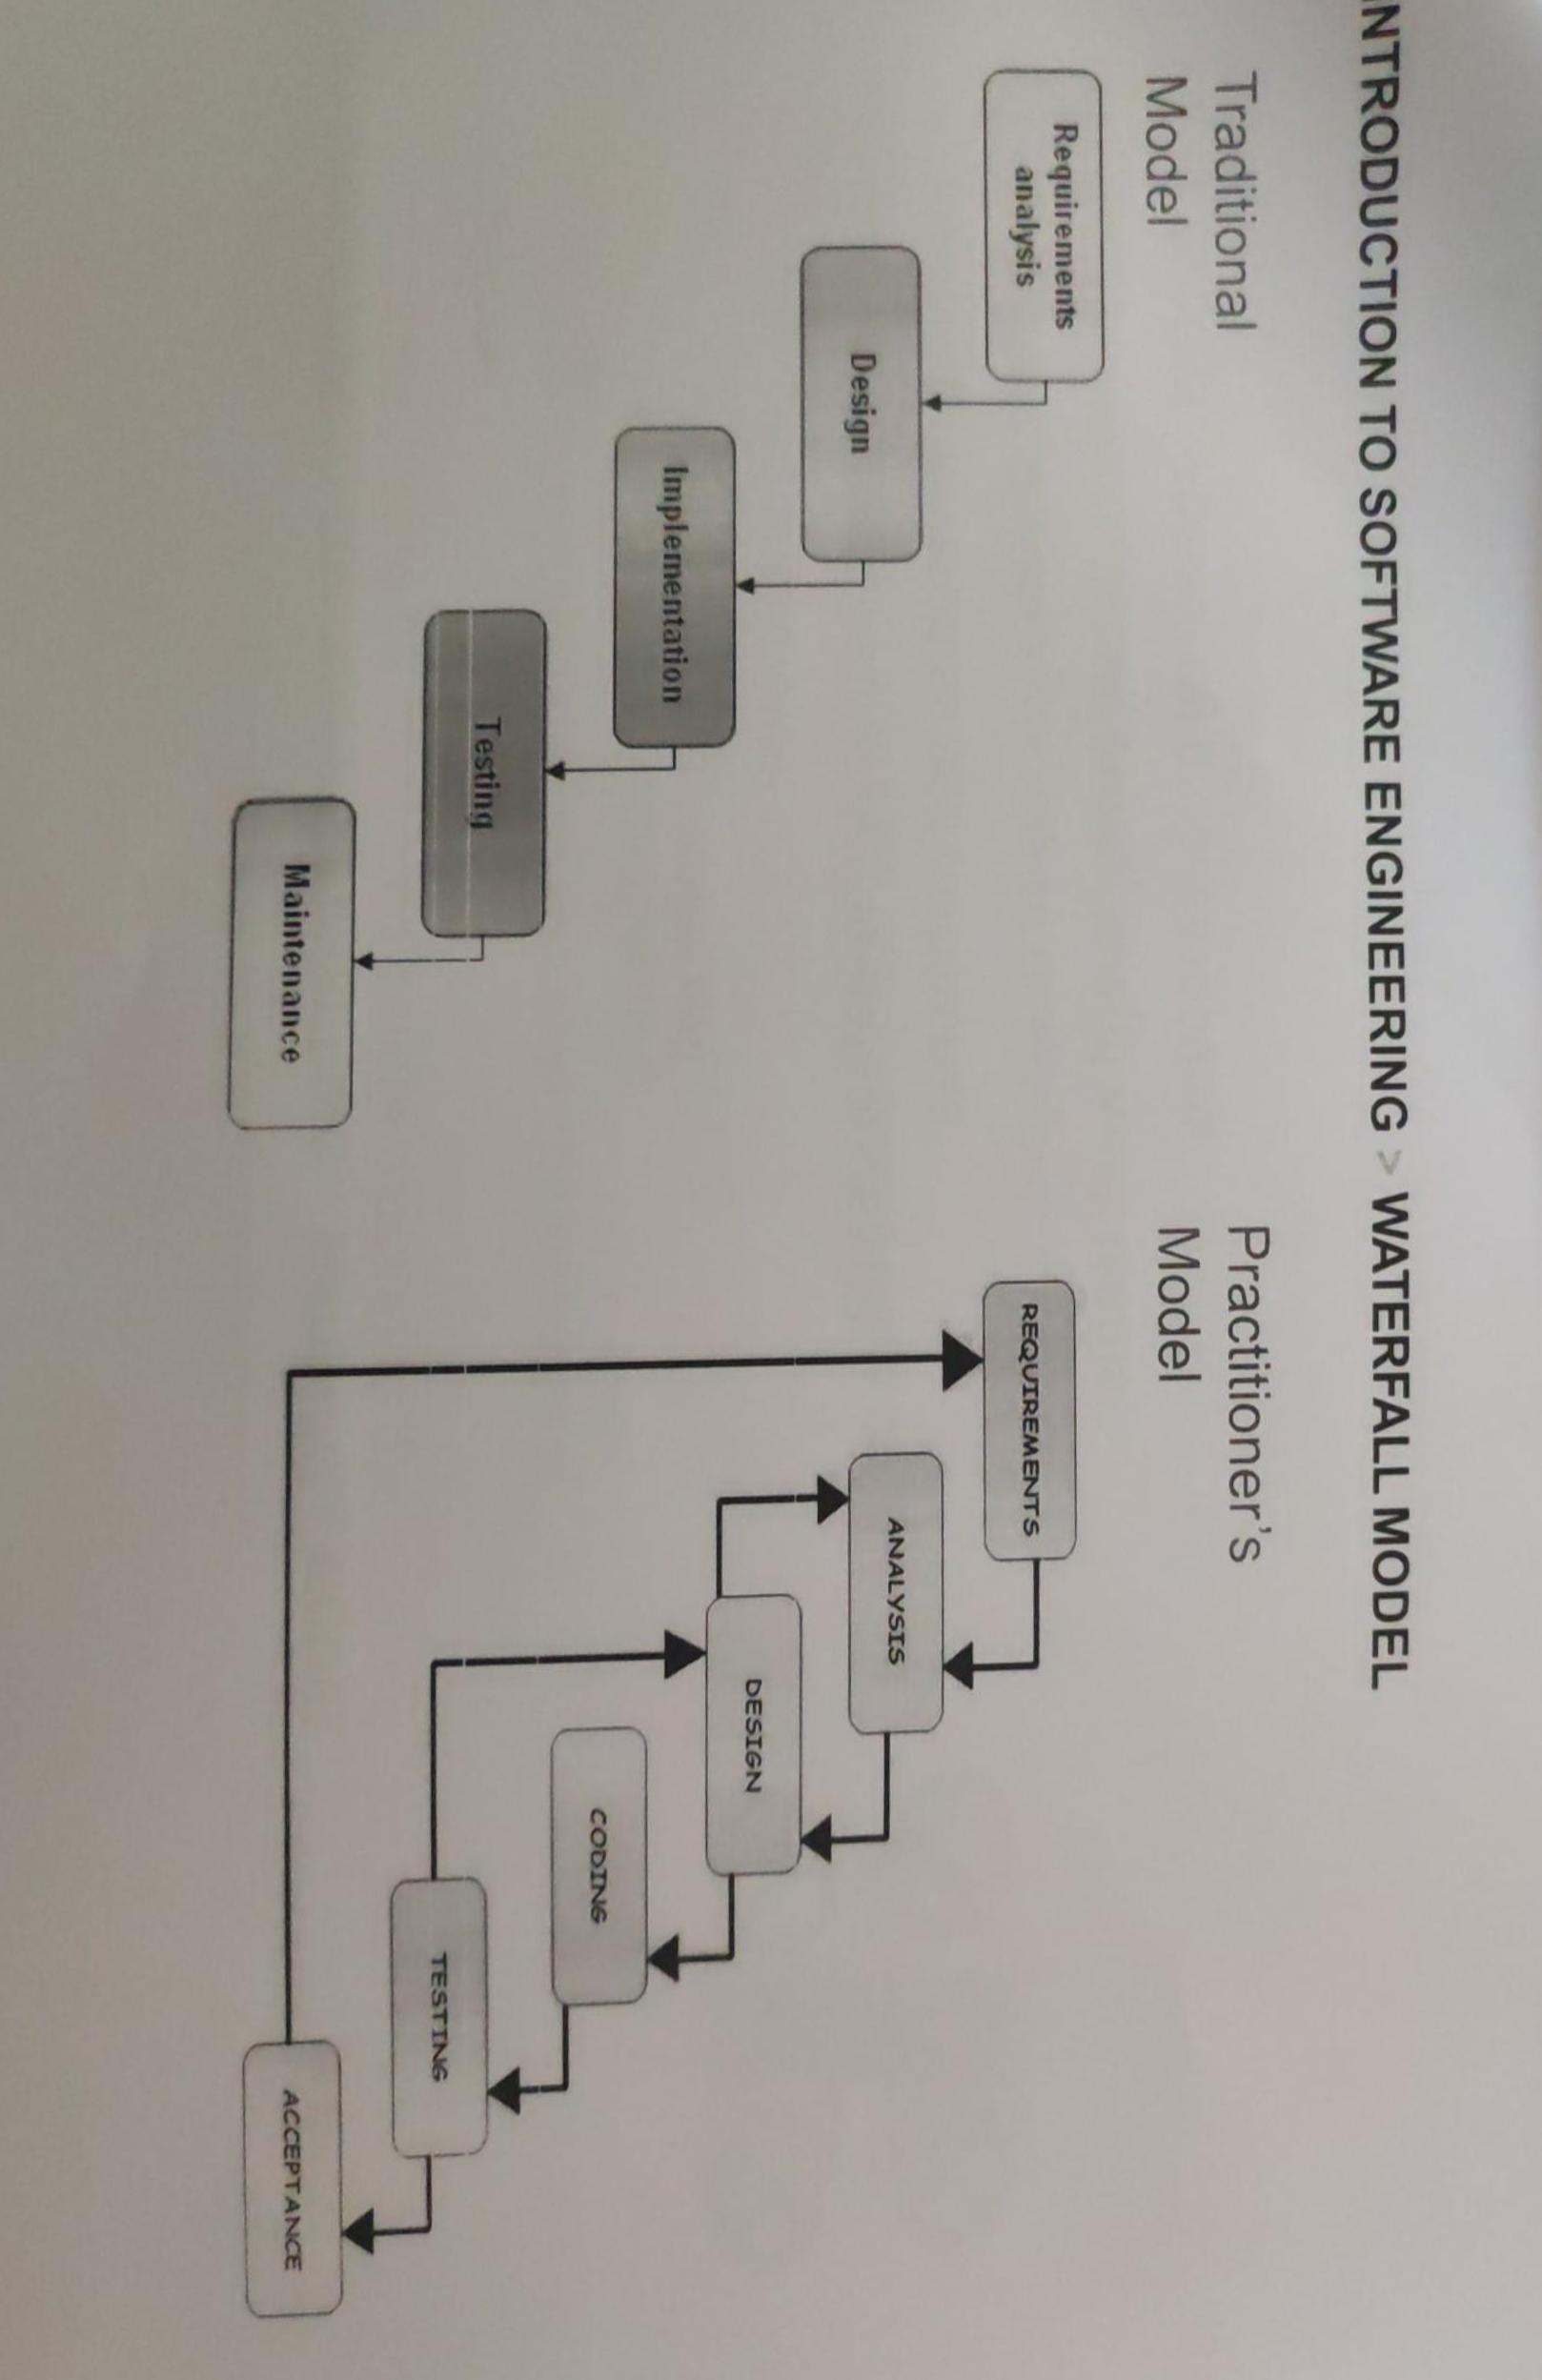 INTRODUCTION TO SOFTWARE ENGINEERING > WATERFALL MODEL
Traditional
Model
Requirements
analysis
Design
Implementation
Testing
Maintenance
Practitioner's
Model
REQUIREMENTS
ANALYSIS
DESIGN
CODING
TESTING
ACCEPTANCE